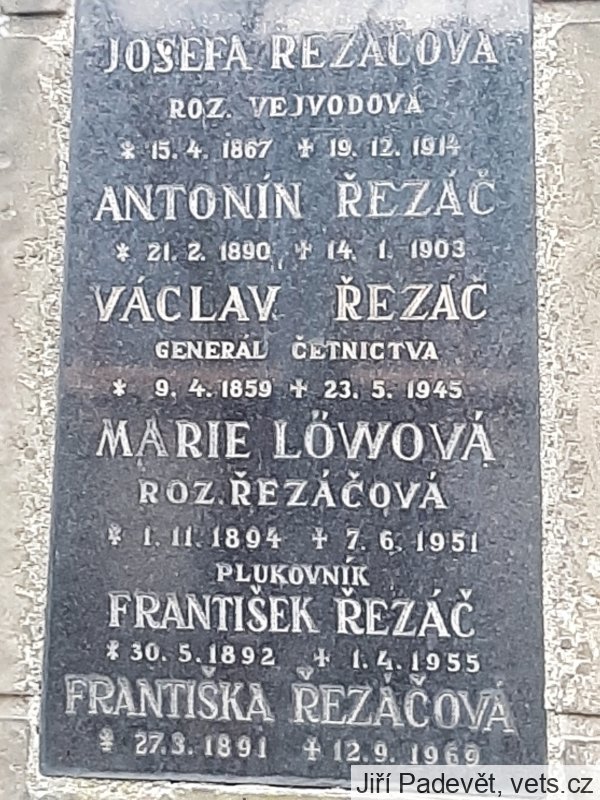 JOSEFA ŘEZÁČOVÁ
ROZ. VEJVODOVÁ
* 15. 4. 1867 ✝ 19. 12. 1914
ANTONÍN ŘEZÁČ
* 21. 2. 1890 ✝ 14. 1. 1903
VÁCLAV ŘEZÁČ
GENERÁL ČETNICTVA
* 9. 4. 1859 ✝ 23. 5. 1945
MARIE LÖWOVÁ
ROZ. ŘEZÁČOVÁ
* 1. 11. 1894 ✝ 7. 6. 1951
PLUKOVNÍK
FRANTIŠEK ŘEZÁČ
* 30. 5. 1892 ✝ 1. 4. 1955
FRANTIŠKA ŘEZÁČOVÁ
* 27. 3. 1891 ✝ 12. 9. 1969
Jiří Padevět, vets.cz